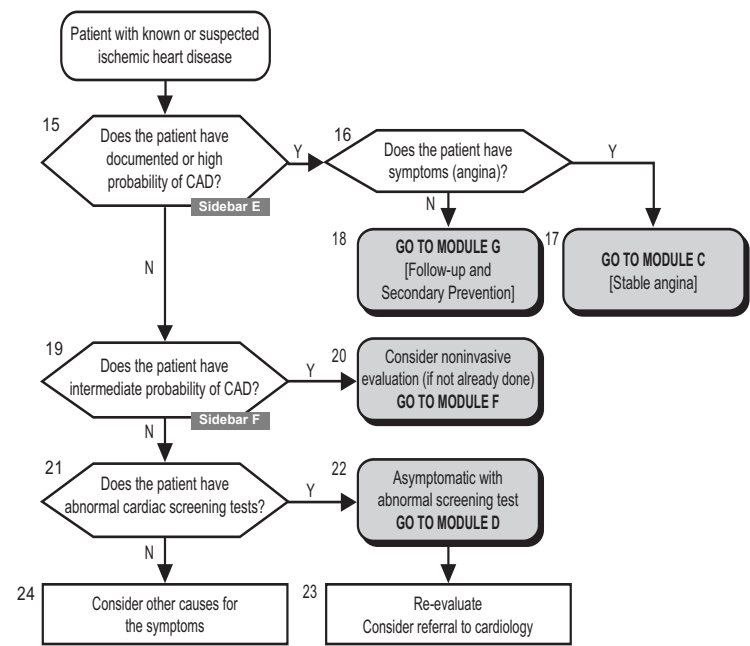 Patient with known or suspected
ischemic heart disease
15
Does the patient have
documented or high
probability of CAD?
Sidebar E
Y
16
Does the patient have
symptoms (angina)?
Y
N
N
18
GO TO MODULE G
[Follow-up and
Secondary Prevention]
17
GO TO MODULE C
[Stable angina]
19
Does the patient have
intermediate probability of CAD?
Sidebar F
Y
N
20
Consider noninvasive
evaluation (if not already done)
GO TO MODULE F
21
Does the patient have
abnormal cardiac screening tests?
Y
N
22
Asymptomatic with
abnormal screening test
GO TO MODULE D
24
Consider other causes for
the symptoms
23
Re-evaluate
Consider referral to cardiology